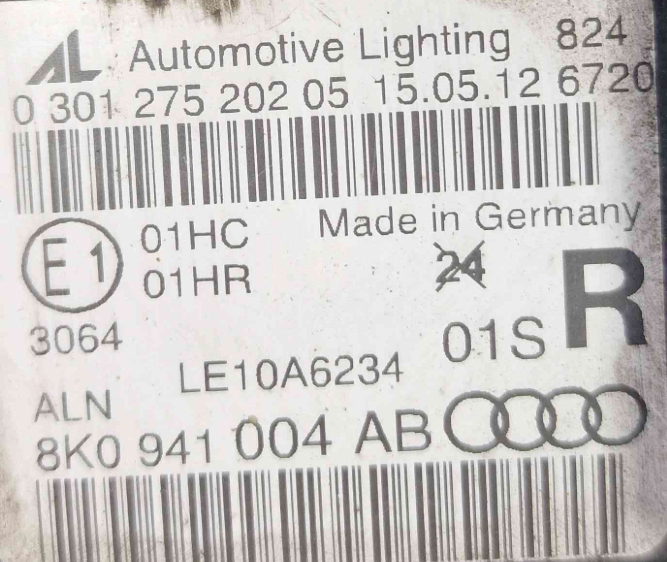 AL Automotive Lighting 824
0 301 275 202 05 15.05.12 6720
E1 01HC Made in Germany
01HR 24 R
3064 01S
LE10A6234
ALN
8K0 941 004 AB